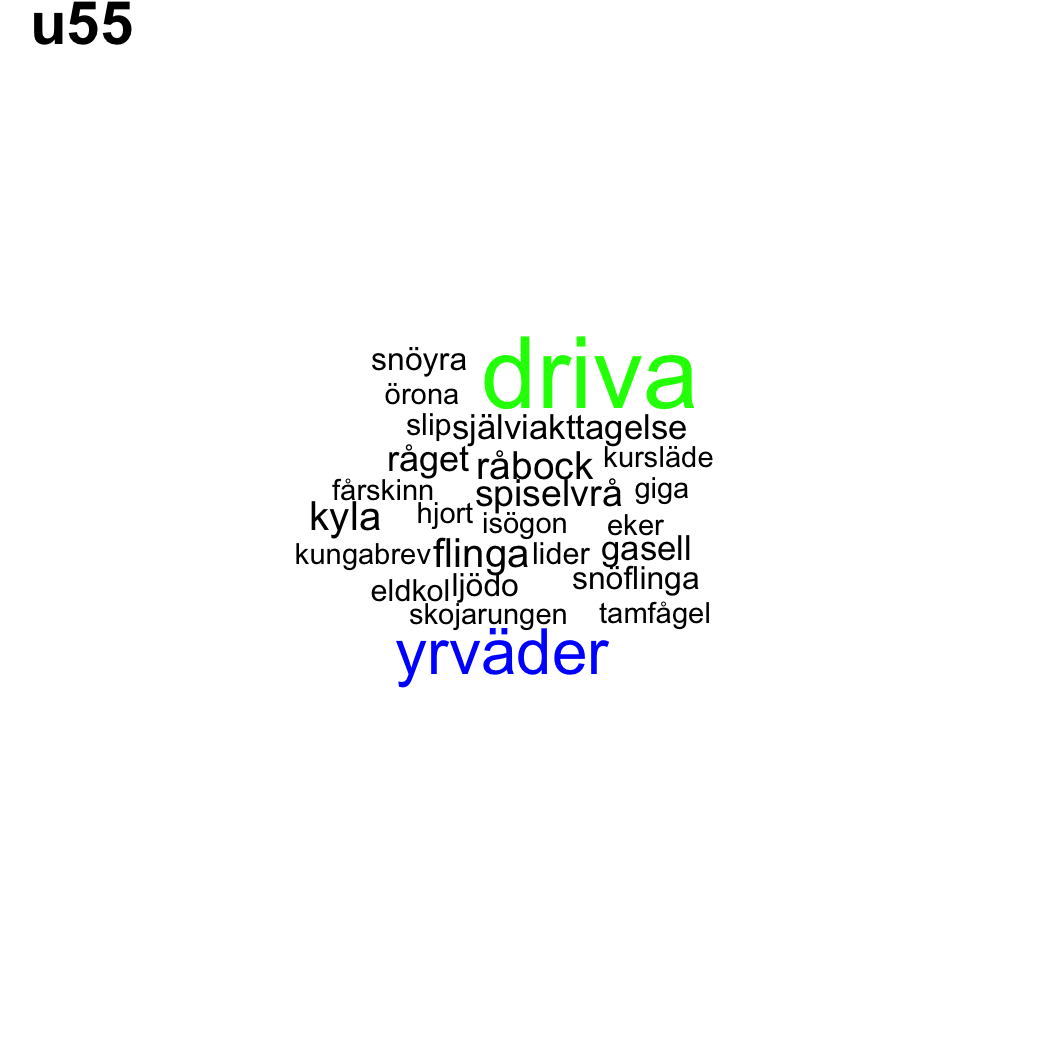 u55
snöyra driva
örona
slip själviakttagelse
råget råbock kursläde
fårskinn spiselvrå giga
kyla hjort isögon eker
kungabrev flinga lider gasell
eldkol ljödo snöflinga
skojarungen tamfågel
yrväder